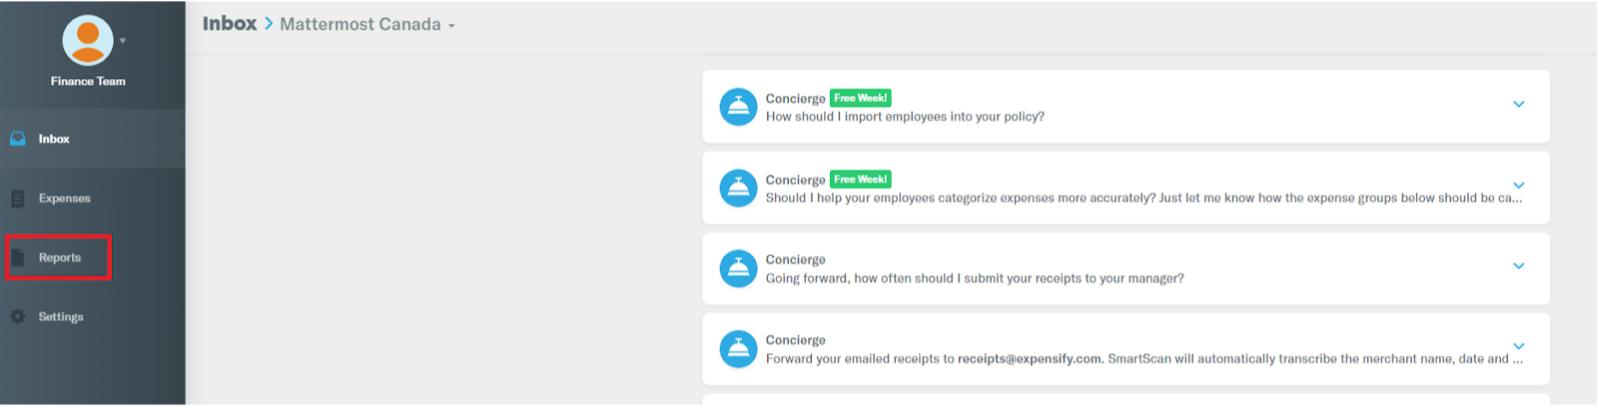 Inbox > Mattermost Canada
Finance Team
Inbox
Expenses
Reports
Settings
Concierge Free Week!
How should I import employees into your policy?
Concierge Free Week!
Should I help your employees categorize expenses more accurately? Just let me know how the expense groups below should be ca...
Concierge
Going forward, how often should I submit your receipts to your manager?
Concierge
Forward your emailed receipts to receipts@expensify.com. SmartScan will automatically transcribe the merchant name, date and ...